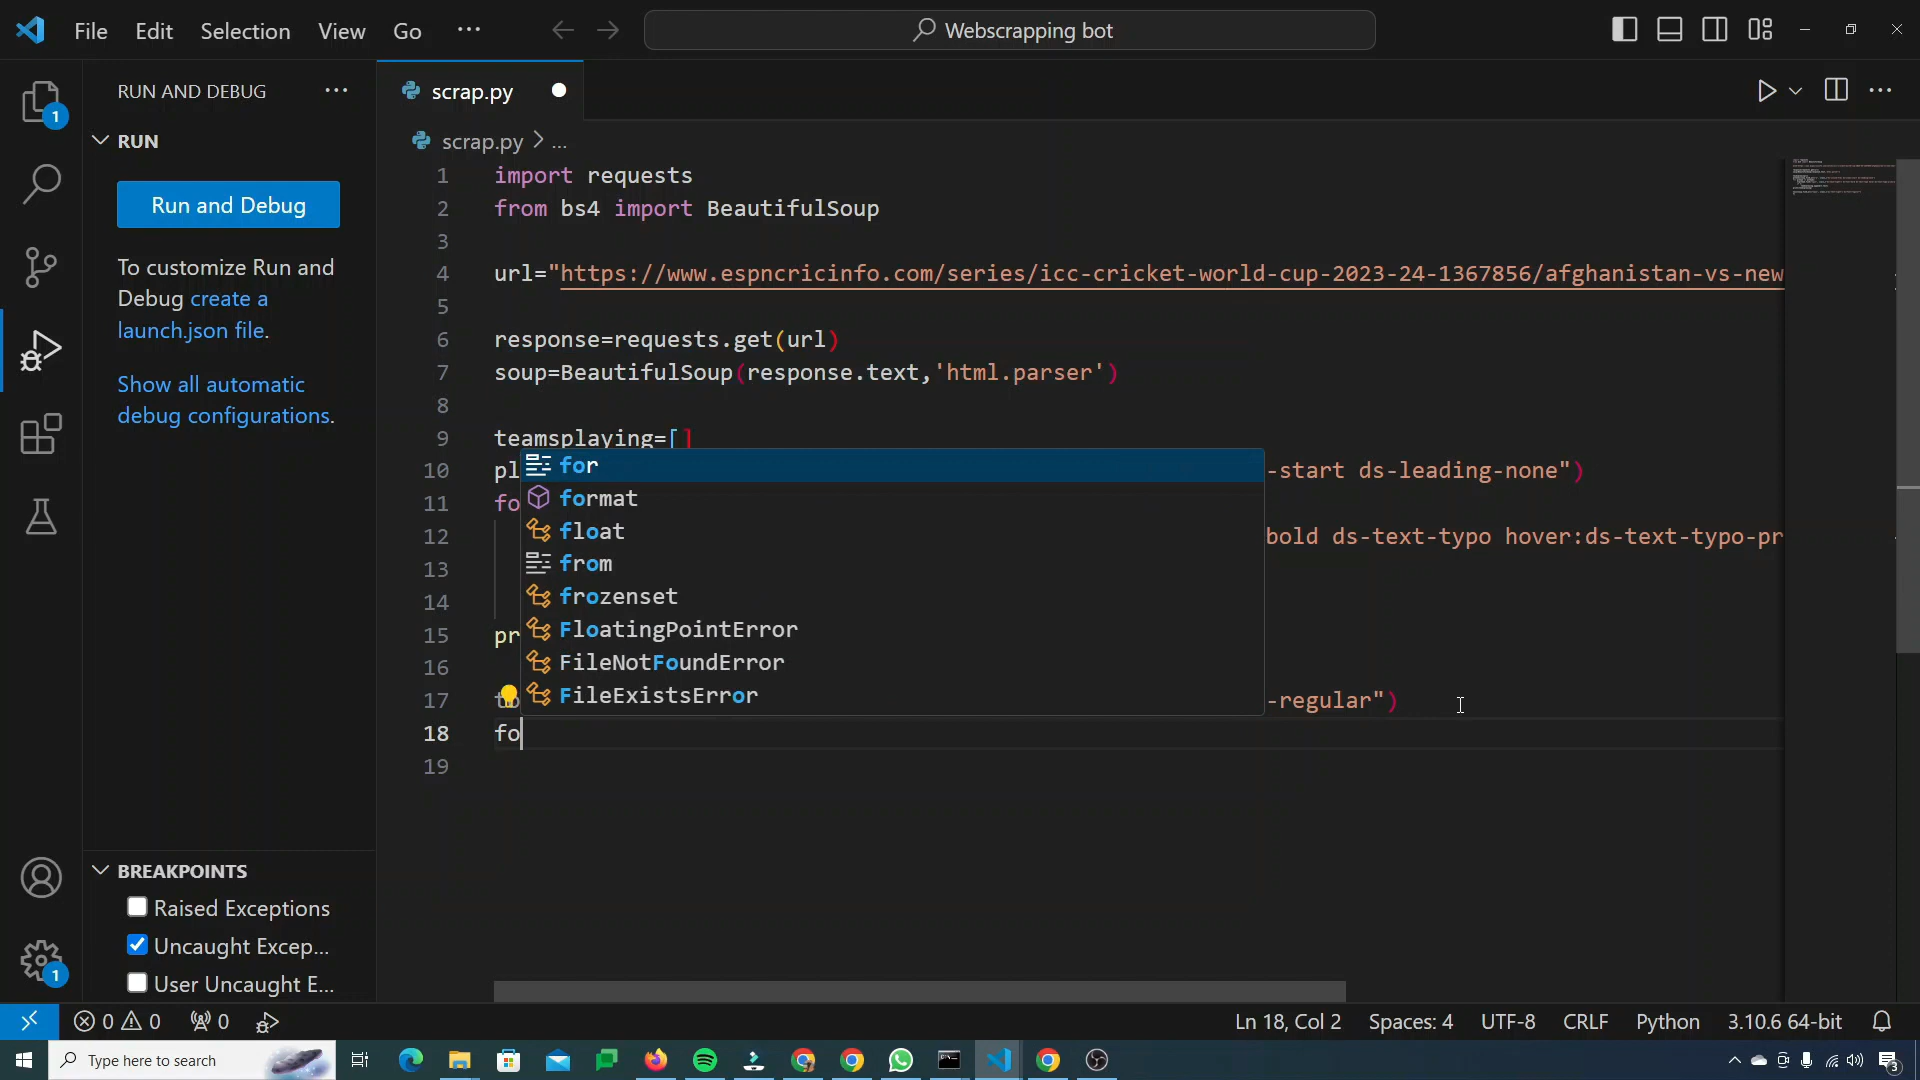 File Edit Selection View Go ···
Webscrapping bot
RUN AND DEBUG ···
RUN
Run and Debug
To customize Run and
Debug create a
launch.json file.
Show all automatic
debug configurations.
BREAKPOINTS
Raised Exceptions
Uncaught Excep...
User Uncaught E...
1
1
scrap.py
scrap.py > ...
1 import requests
2 from bs4 import BeautifulSoup
3
4 url="https://www.espncricinfo.com/series/icc-cricket-world-cup-2023-24-1367856/afghanistan-vs-new
5
6 response=requests.get(url)
7 soup=BeautifulSoup(response.text,'html.parser')
8
9 teamsplaying=[]
10 pl -start ds-leading-none")
11 fo
12 bold ds-text-typo hover:ds-text-typo-pr
13
14
15 pr
16
17 -regular")
18 fo
19
for
format
float
from
frozenset
FloatingPointError
FileNotFoundError
FileExistsError
0 0 0
Ln 18, Col 2 Spaces: 4 UTF-8 CRLF Python 3.10.6 64-bit
Type here to search
3